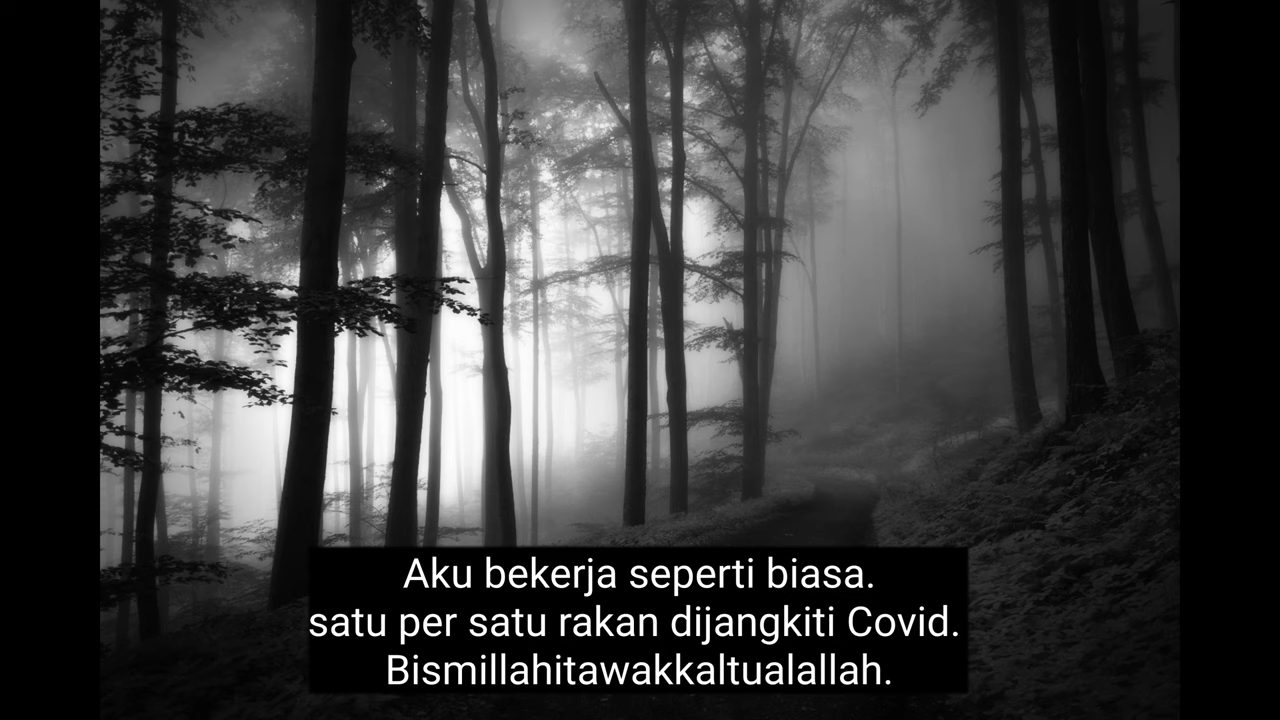 Aku bekerja seperti biasa.
satu per satu rakan dijangkiti Covid.
Bismillahitawakkaltualallah.